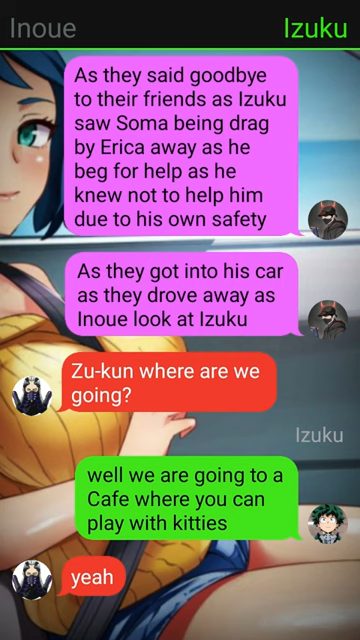 Inoue
Izuku
As they said goodbye
to their friends as Izuku
saw Soma being drag
by Erica away as he
beg for help as he
knew not to help him
due to his own safety
As they got into his car
as they drove away as
Inoue look at Izuku
Zu-kun where are we
going?
Izuku
well we are going to a
Cafe where you can
play with kitties
yeah